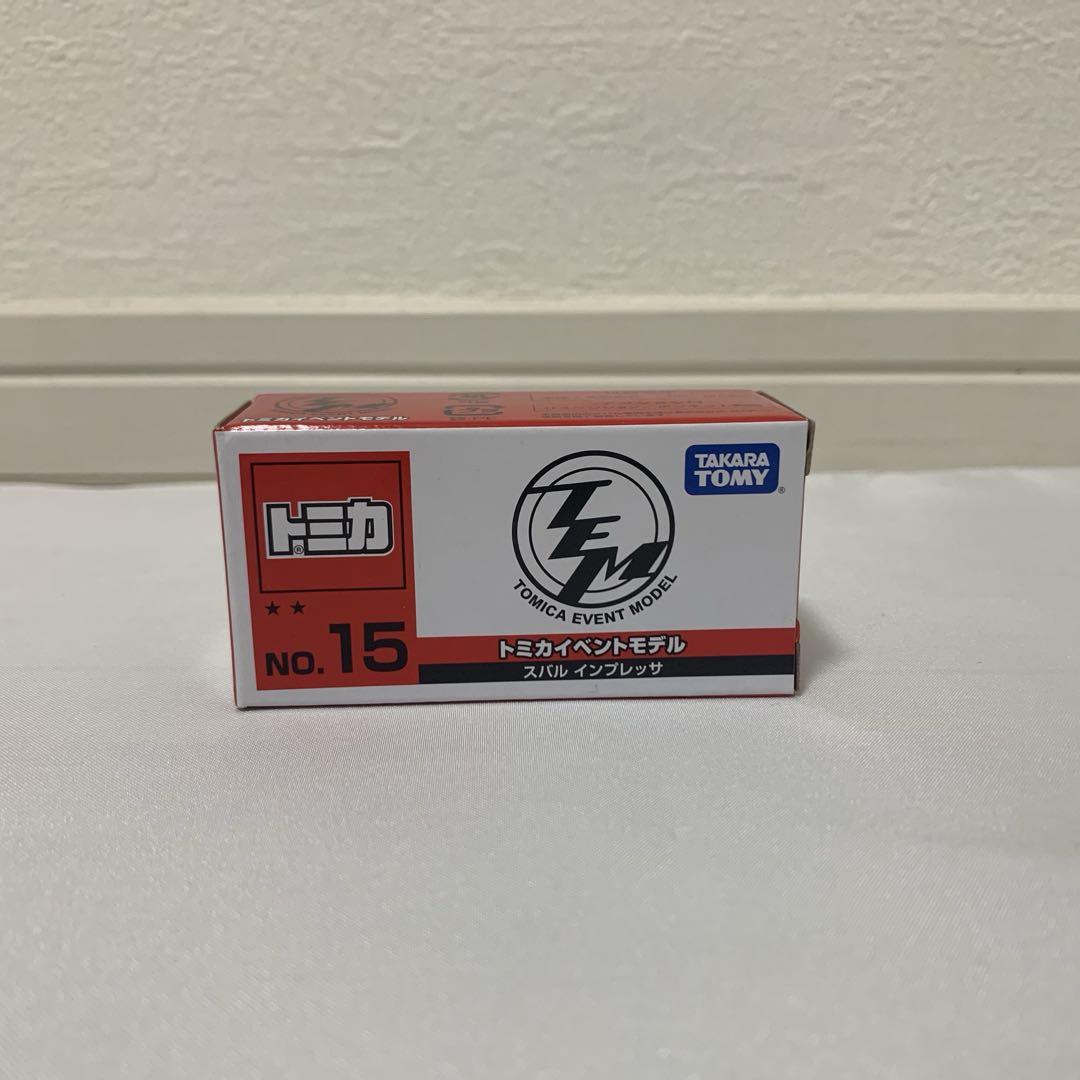 トミカイベントモデル
トミカ®
★★
NO. 15
TEM
TOMICA EVENT MODEL
TAKARA
TOMY®
トミカイベントモデル
スバル インプレッサ